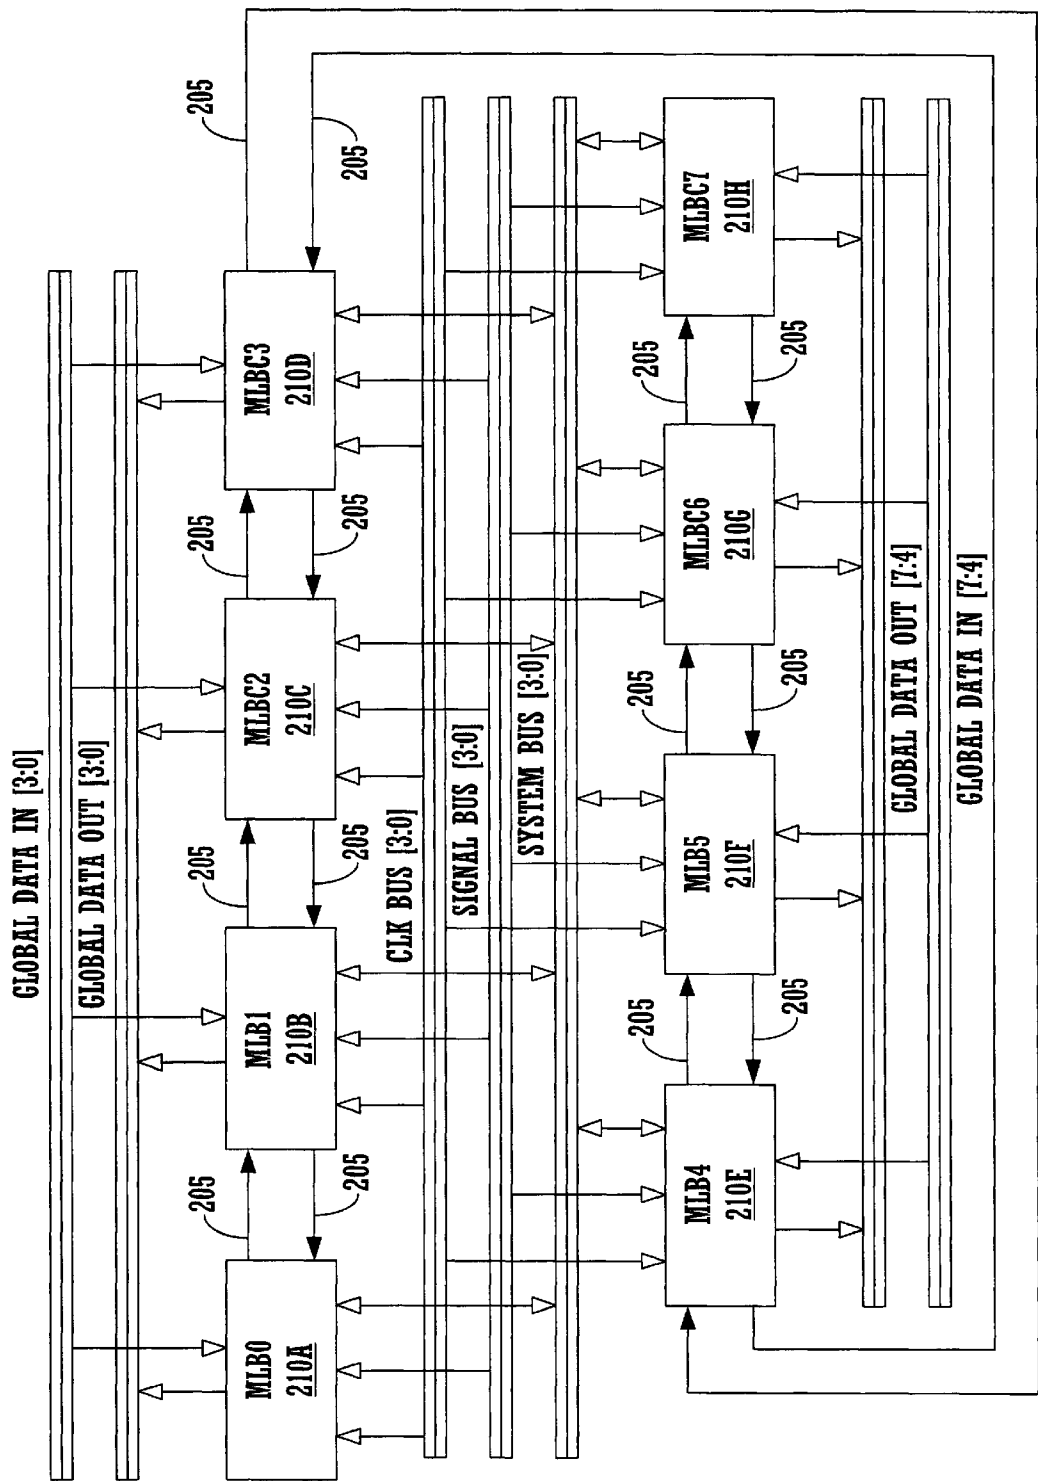 GLOBAL DATA IN [3:0]
GLOBAL DATA OUT [3:0]
MLB0
210A
205
205
MLB1
210B
205
205
MLBC2
210C
205
205
MLBC3
210D
205
205
CLK BUS [3:0]
SIGNAL BUS [3:0]
SYSTEM BUS [3:0]
MLB4
210E
205
205
MLB5
210F
205
205
MLBC6
210G
205
205
MLBC7
210H
GLOBAL DATA OUT [7:4]
GLOBAL DATA IN [7:4]